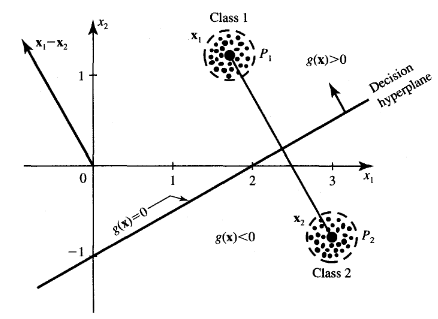 Class 1
x₂
x₁
P₁
x₁−x₂
g(x)>0
Decision
hyperplane
1
0
1
2
3
x₁
g(x)=0
x₂
P₂
g(x)<0
−1
Class 2